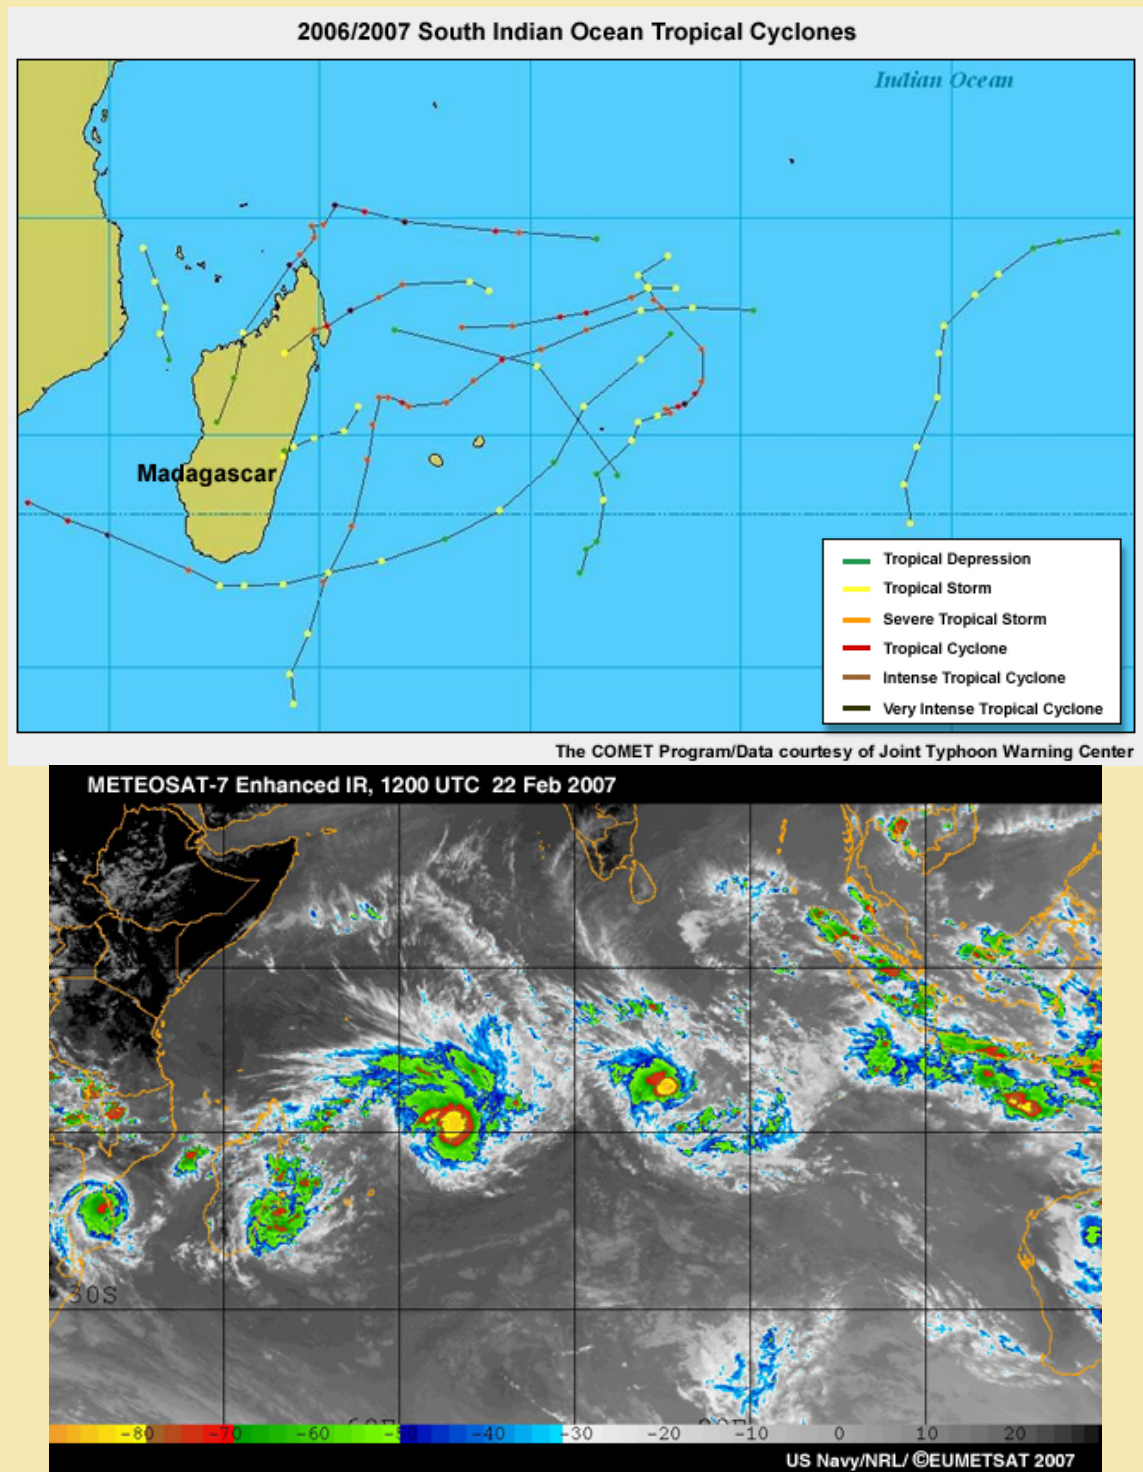 2006/2007 South Indian Ocean Tropical Cyclones
Indian Ocean
Madagascar
Tropical Depression
Tropical Storm
Severe Tropical Storm
Tropical Cyclone
Intense Tropical Cyclone
Very Intense Tropical Cyclone
The COMET Program/Data courtesy of Joint Typhoon Warning Center
METEOSAT-7 Enhanced IR, 1200 UTC 22 Feb 2007
30S
-80 -70 -60 -50 -40 -30 -20 -10 0 10 20
US Navy/NRL/ ©EUMETSAT 2007